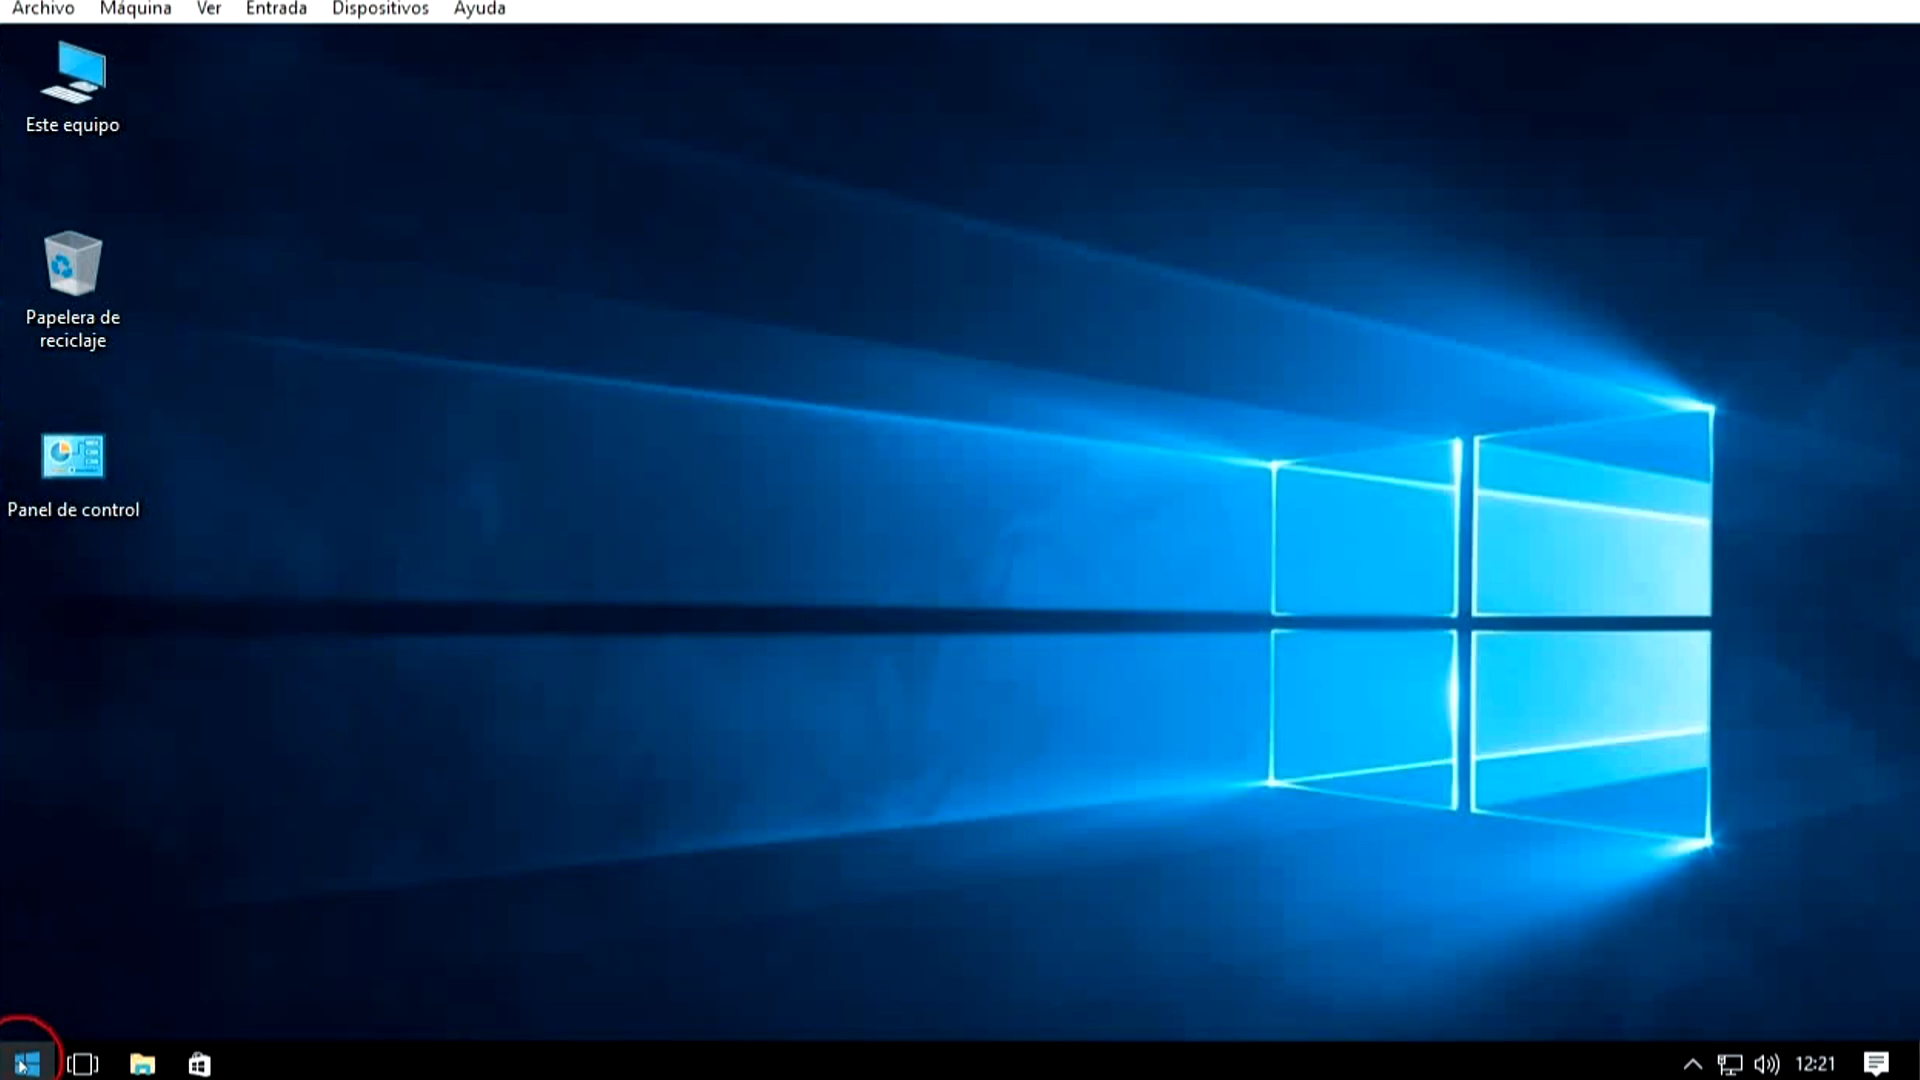 Archivo Máquina Ver Entrada Dispositivos Ayuda
Este equipo
Papelera de
reciclaje
Panel de control
12:21